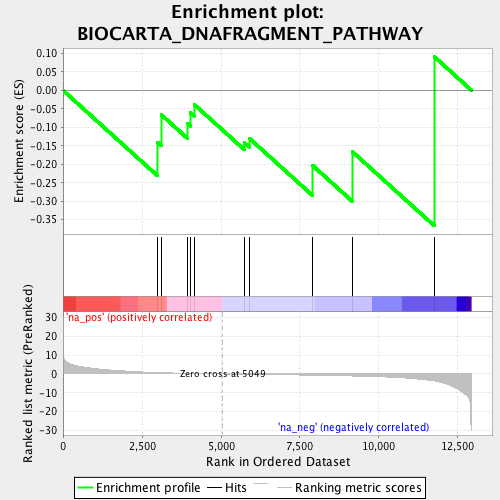 Enrichment plot:
BIOCARTA_DNAFRAGMENT_PATHWAY
Enrichment score (ES)
0.10
0.05
0.00
-0.05
-0.10
-0.15
-0.20
-0.25
-0.30
-0.35
'na_pos' (positively correlated)
Ranked list metric (PreRanked)
30
20
10
0
-10
-20
-30
Zero cross at 5049
'na_neg' (negatively correlated)
0 2,500 5,000 7,500 10,000 12,500
Rank in Ordered Dataset
Enrichment profile Hits Ranking metric scores